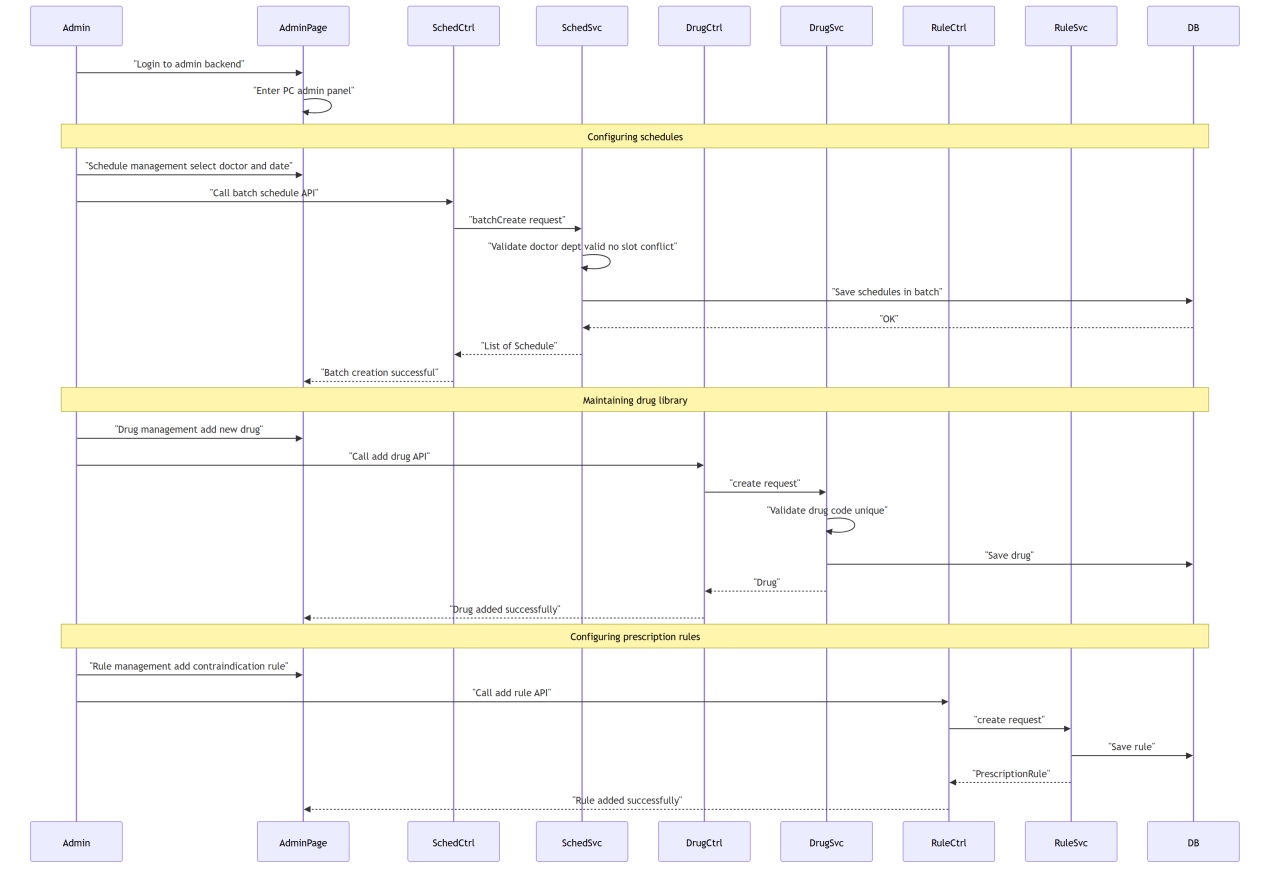 Admin
AdminPage
SchedCtrl
SchedSvc
DrugCtrl
DrugSvc
RuleCtrl
RuleSvc
DB
"Login to admin backend"
"Enter PC admin panel"
Configuring schedules
"Schedule management select doctor and date"
"Call batch schedule API"
"batchCreate request"
"Validate doctor dept valid no slot conflict"
"Save schedules in batch"
"OK"
"List of Schedule"
"Batch creation successful"
Maintaining drug library
"Drug management add new drug"
"Call add drug API"
"create request"
"Validate drug code unique"
"Save drug"
"Drug"
"Drug added successfully"
Configuring prescription rules
"Rule management add contraindication rule"
"Call add rule API"
"create request"
"Save rule"
"PrescriptionRule"
"Rule added successfully"
Admin
AdminPage
SchedCtrl
SchedSvc
DrugCtrl
DrugSvc
RuleCtrl
RuleSvc
DB